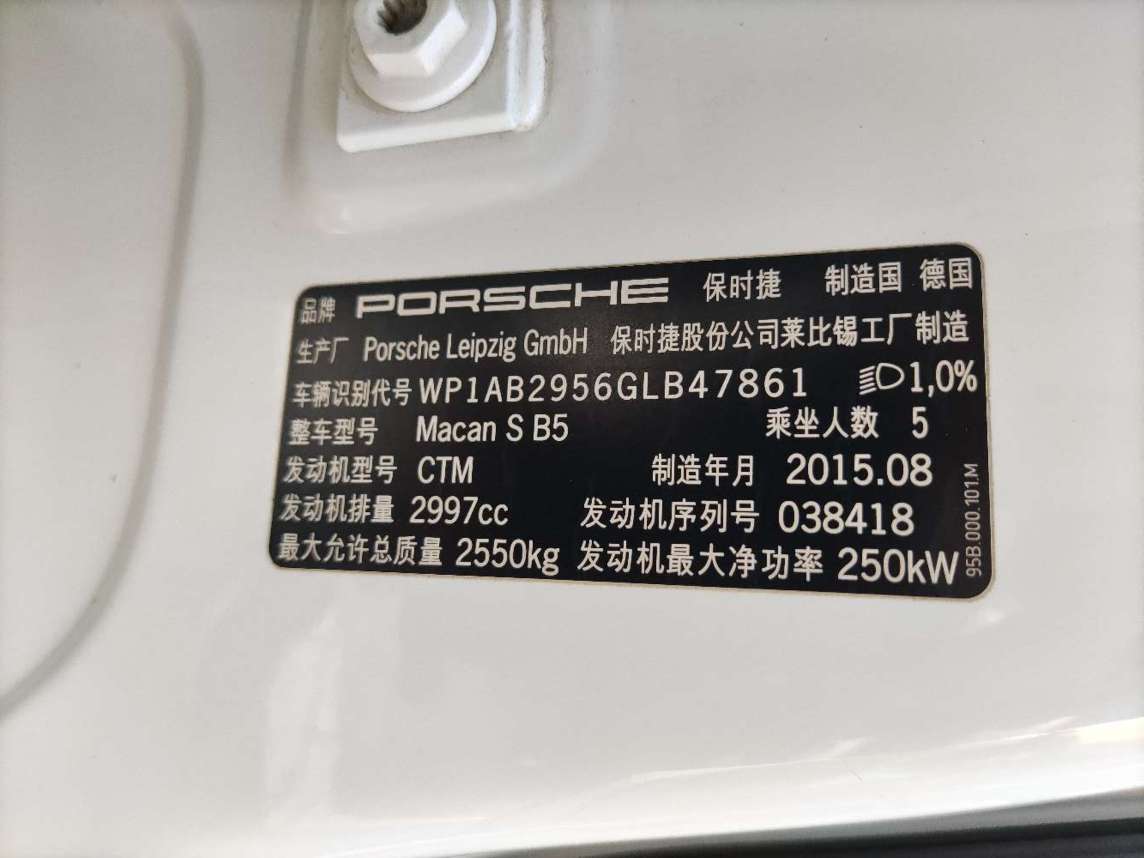 品牌 PORSCHE 保时捷 制造国 德国
生产厂 Porsche Leipzig GmbH 保时捷股份公司莱比锡工厂制造
车辆识别代号 WP1AB2956GLB47861 1,0%
整车型号 Macan S B5 乘坐人数 5
发动机型号 CTM 制造年月 2015.08
发动机排量 2997cc 发动机序列号 038418
最大允许总质量 2550kg 发动机最大净功率 250kW
95B.000.101.M